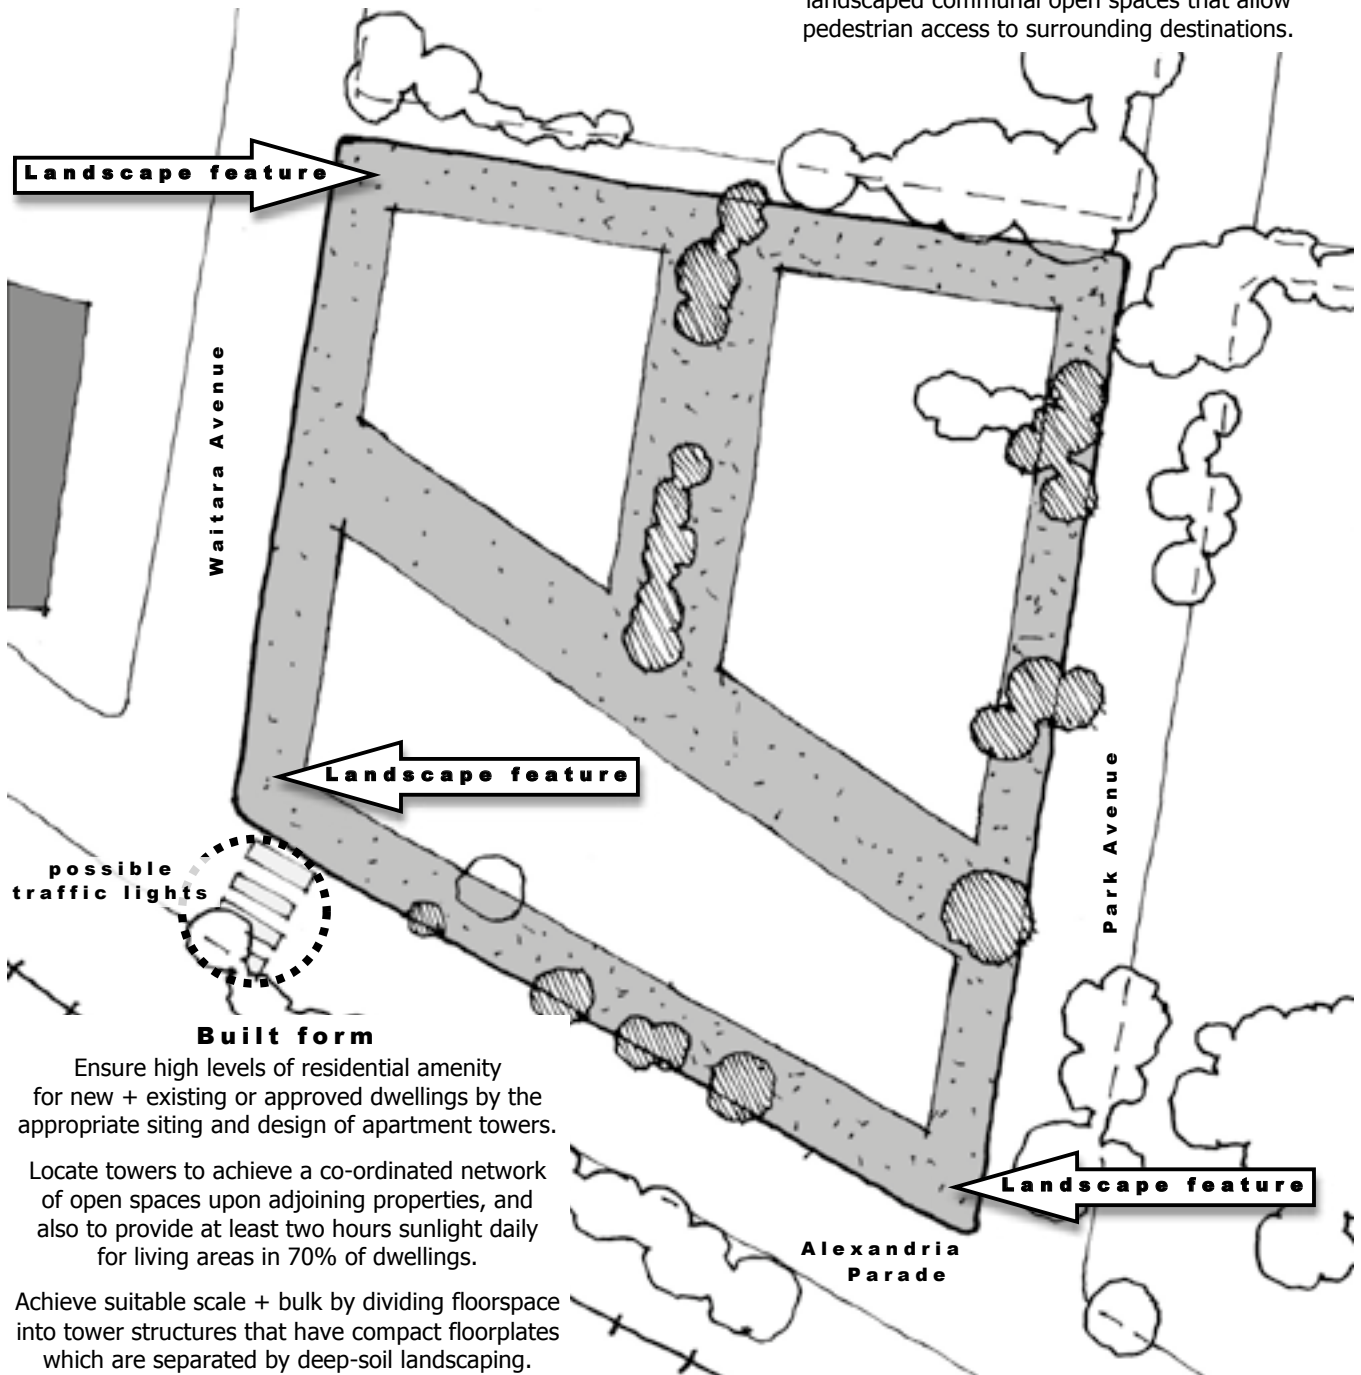 landscaped communal open spaces that allow
pedestrian access to surrounding destinations.
Landscape feature
Waitara Avenue
Landscape feature
Park Avenue
possible
traffic lights
Built form
Ensure high levels of residential amenity
for new + existing or approved dwellings by the
appropriate siting and design of apartment towers.
Locate towers to achieve a co-ordinated network
of open spaces upon adjoining properties, and
also to provide at least two hours sunlight daily
for living areas in 70% of dwellings.
Achieve suitable scale + bulk by dividing floorspace
into tower structures that have compact floorplates
which are separated by deep-soil landscaping.
Landscape feature
Alexandria
Parade